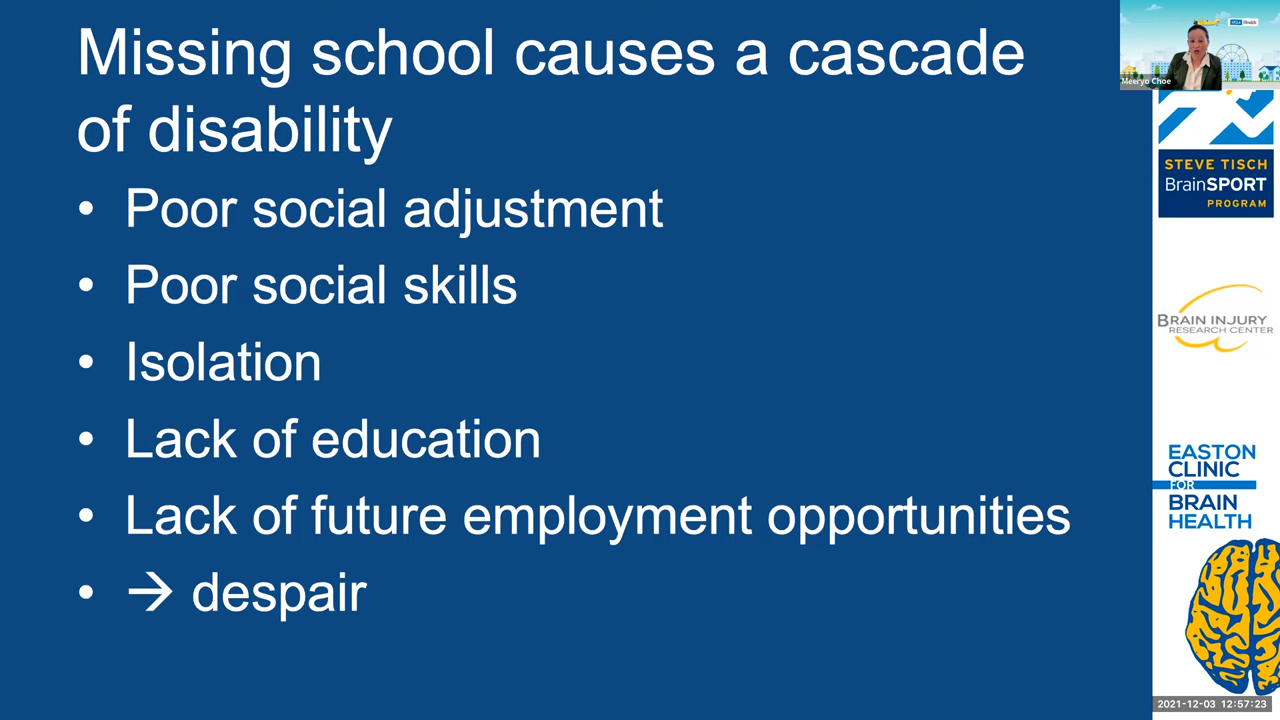 Missing school causes a cascade
of disability
• Poor social adjustment
• Poor social skills
• Isolation
• Lack of education
• Lack of future employment opportunities
• → despair
Meeryo Choe
STEVE TISCH
BrainSPORT
PROGRAM
BRAIN INJURY
RESEARCH CENTER
EASTON
CLINIC
FOR
BRAIN
HEALTH
2021-12-03 12:57:23